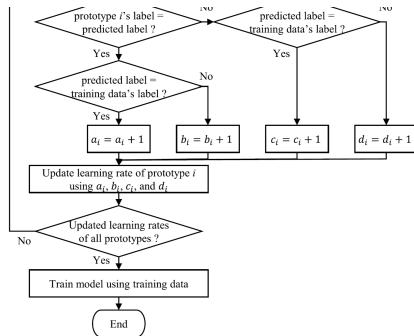 No
No
prototype i's label =
predicted label ?
predicted label =
training data's label ?
Yes
Yes
predicted label =
training data's label ?
No
Yes
a_i = a_i + 1
b_i = b_i + 1
c_i = c_i + 1
d_i = d_i + 1
Update learning rate of prototype i
using a_i, b_i, c_i, and d_i
Updated learning rates
of all prototypes ?
No
Yes
Train model using training data
End